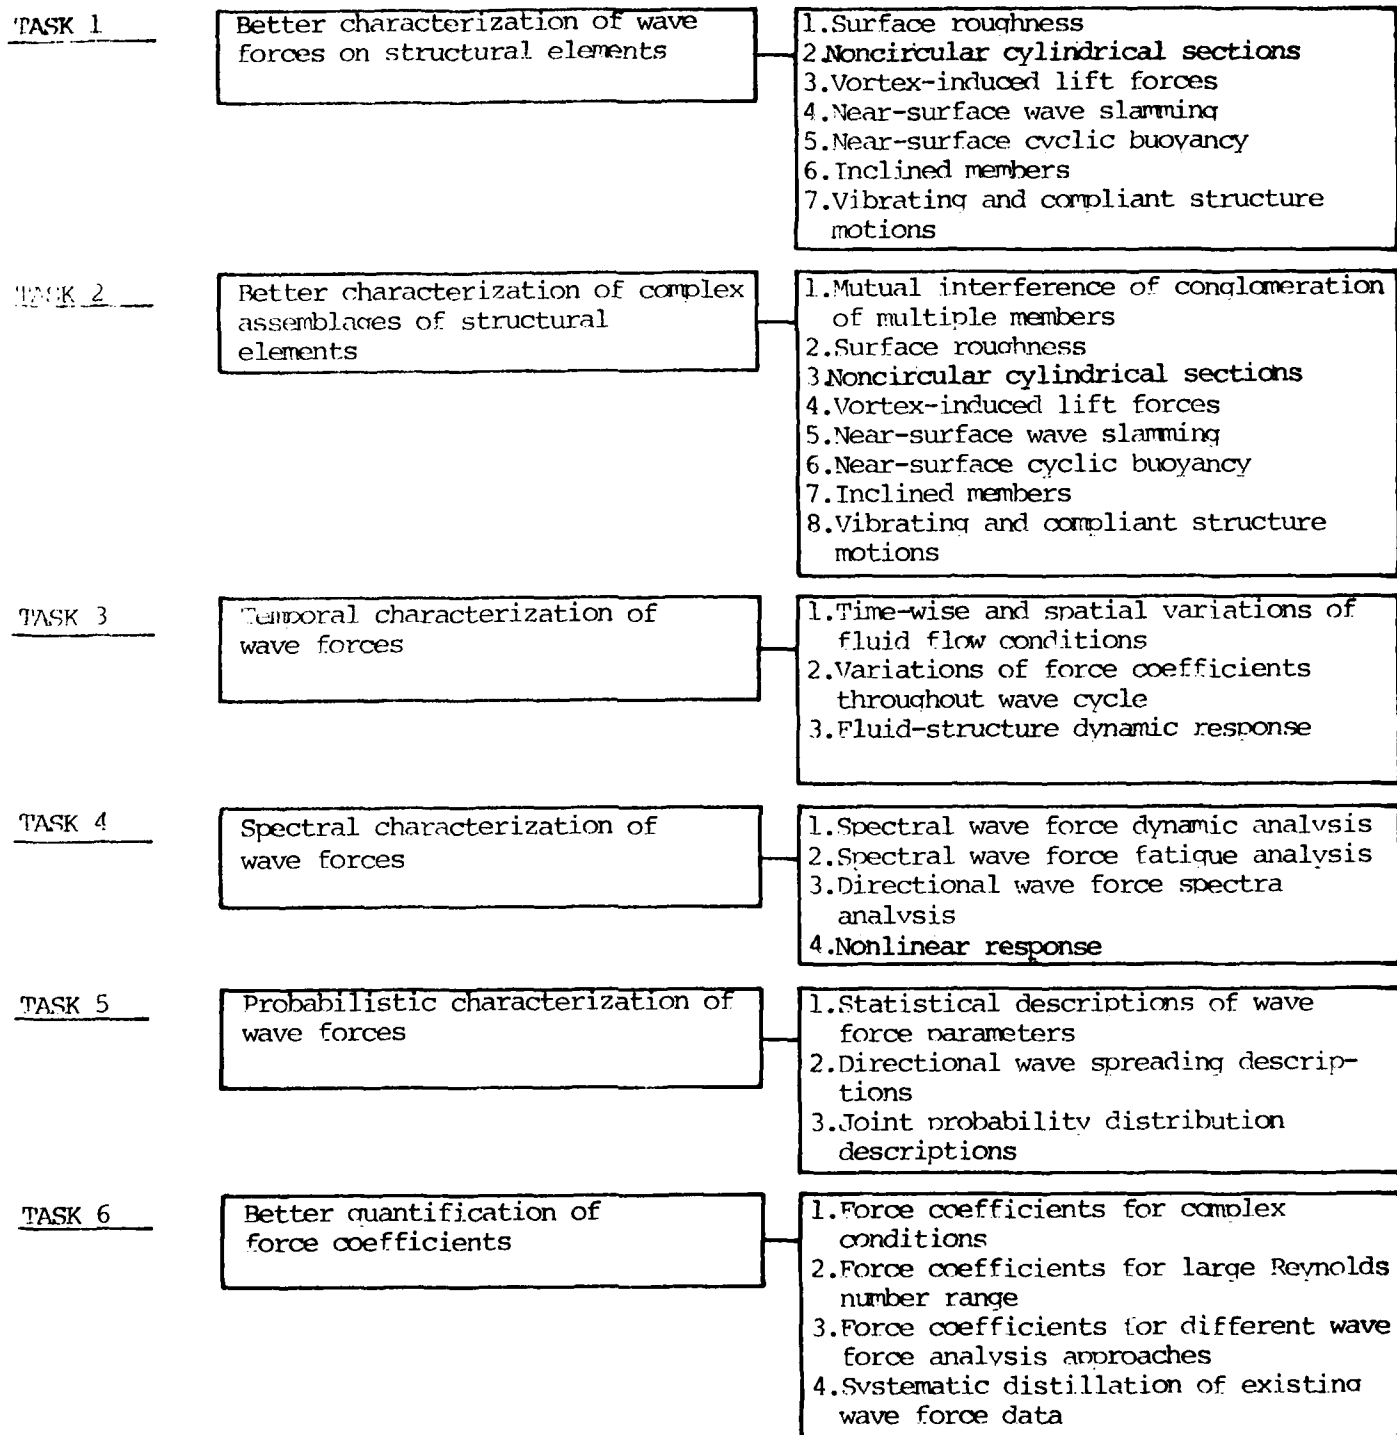 TASK 1
Better characterization of wave
forces on structural elements
1.Surface roughness
2.Noncircular cylindrical sections
3.Vortex-induced lift forces
4.Near-surface wave slamming
5.Near-surface cyclic buoyancy
6.Inclined members
7.Vibrating and compliant structure
motions
TASK 2
Better characterization of complex
assemblages of structural
elements
1.Mutual interference of conglomeration
of multiple members
2.Surface roughness
3.Noncircular cylindrical sections
4.Vortex-induced lift forces
5.Near-surface wave slamming
6.Near-surface cyclic buoyancy
7.Inclined members
8.Vibrating and compliant structure
motions
TASK 3
Temporal characterization of
wave forces
1.Time-wise and spatial variations of
fluid flow conditions
2.Variations of force coefficients
throughout wave cycle
3.Fluid-structure dynamic response
TASK 4
Spectral characterization of
wave forces
1.Spectral wave force dynamic analysis
2.Spectral wave force fatigue analysis
3.Directional wave force spectra
analysis
4.Nonlinear response
TASK 5
Probabilistic characterization of
wave forces
1.Statistical descriptions of wave
force parameters
2.Directional wave spreading descrip-
tions
3.Joint probability distribution
descriptions
TASK 6
Better quantification of
force coefficients
1.Force coefficients for complex
conditions
2.Force coefficients for large Reynolds
number range
3.Force coefficients for different wave
force analysis approaches
4.Systematic distillation of existing
wave force data